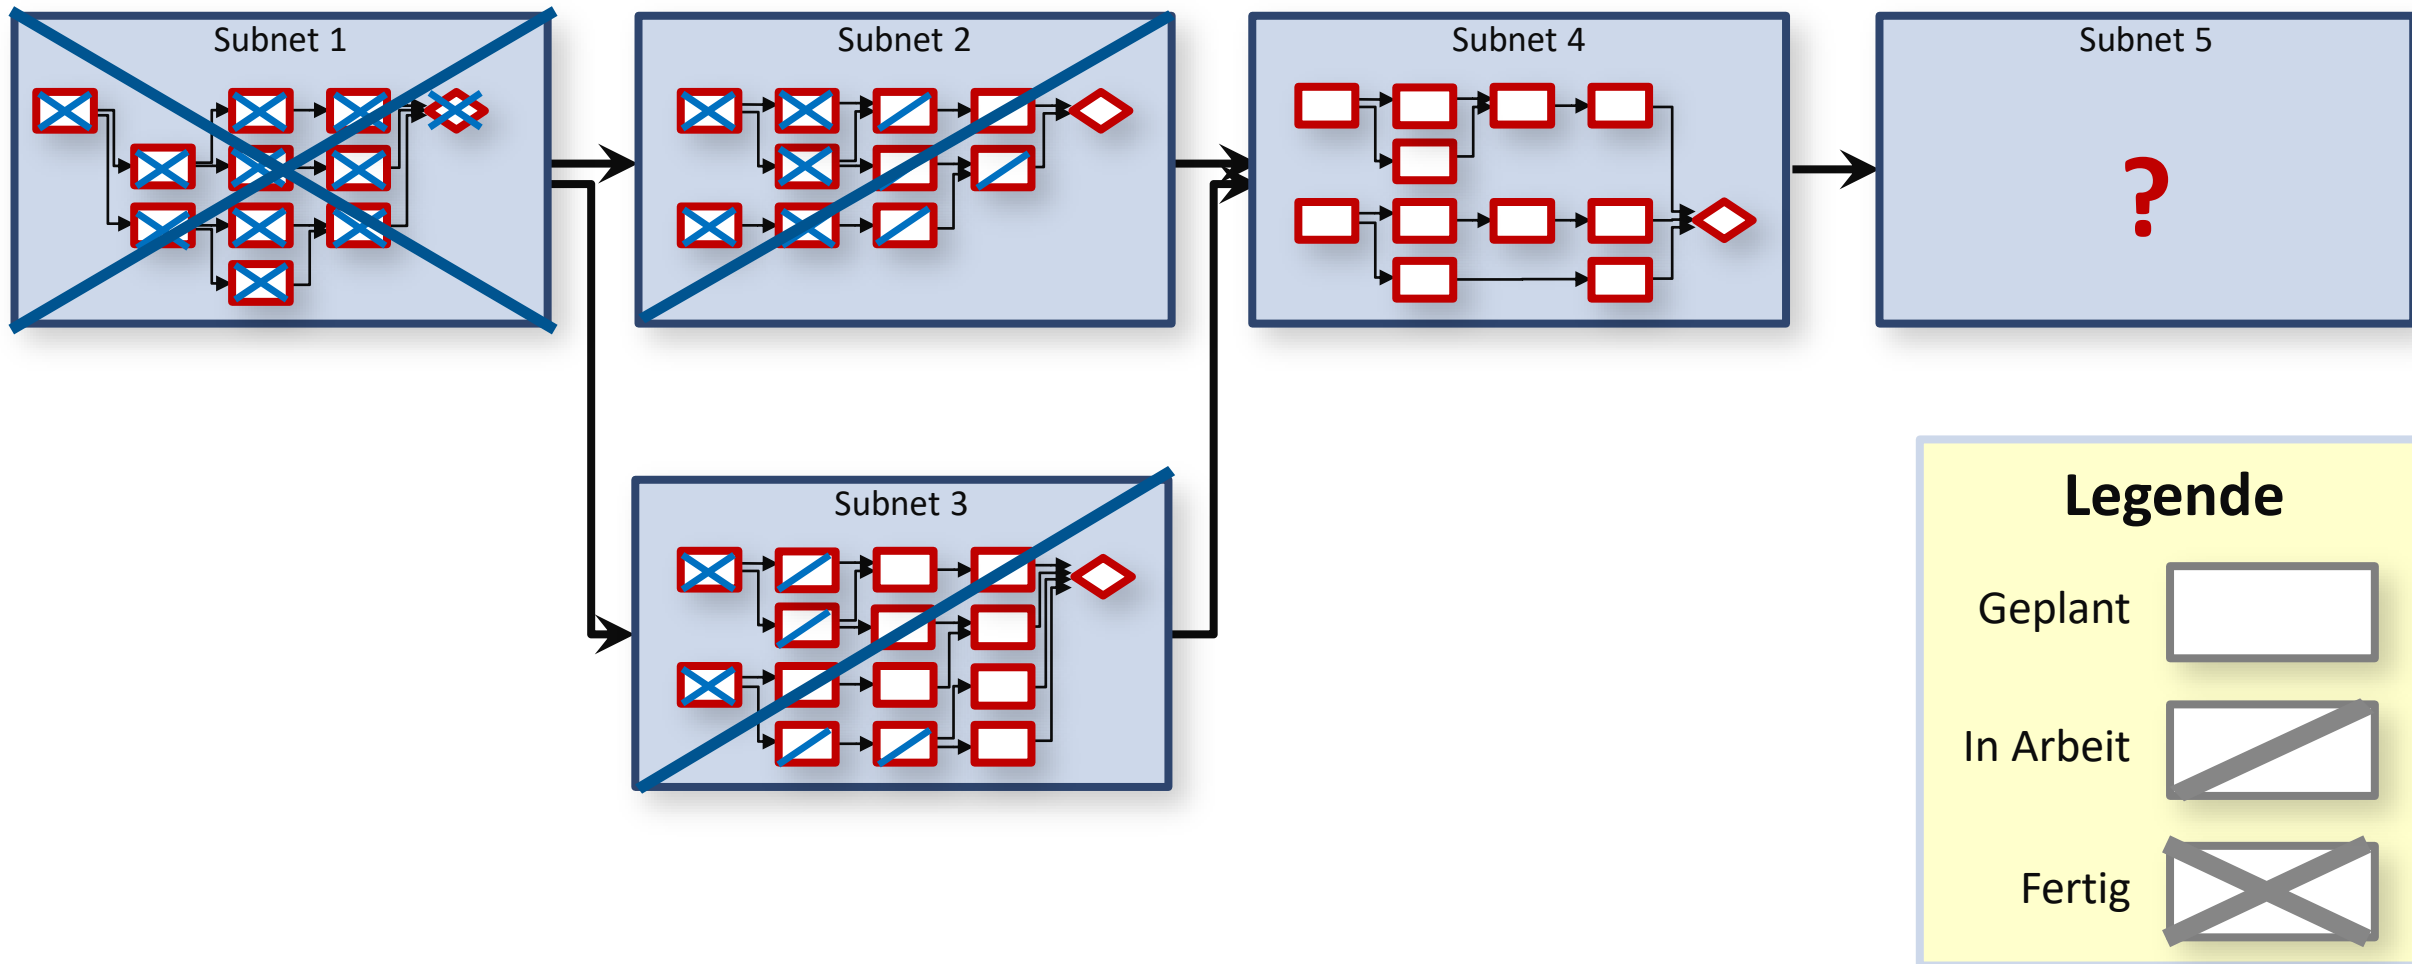 Subnet 1
Subnet 2
Subnet 4
Subnet 5
?
Subnet 3
Legende
Geplant
In Arbeit
Fertig